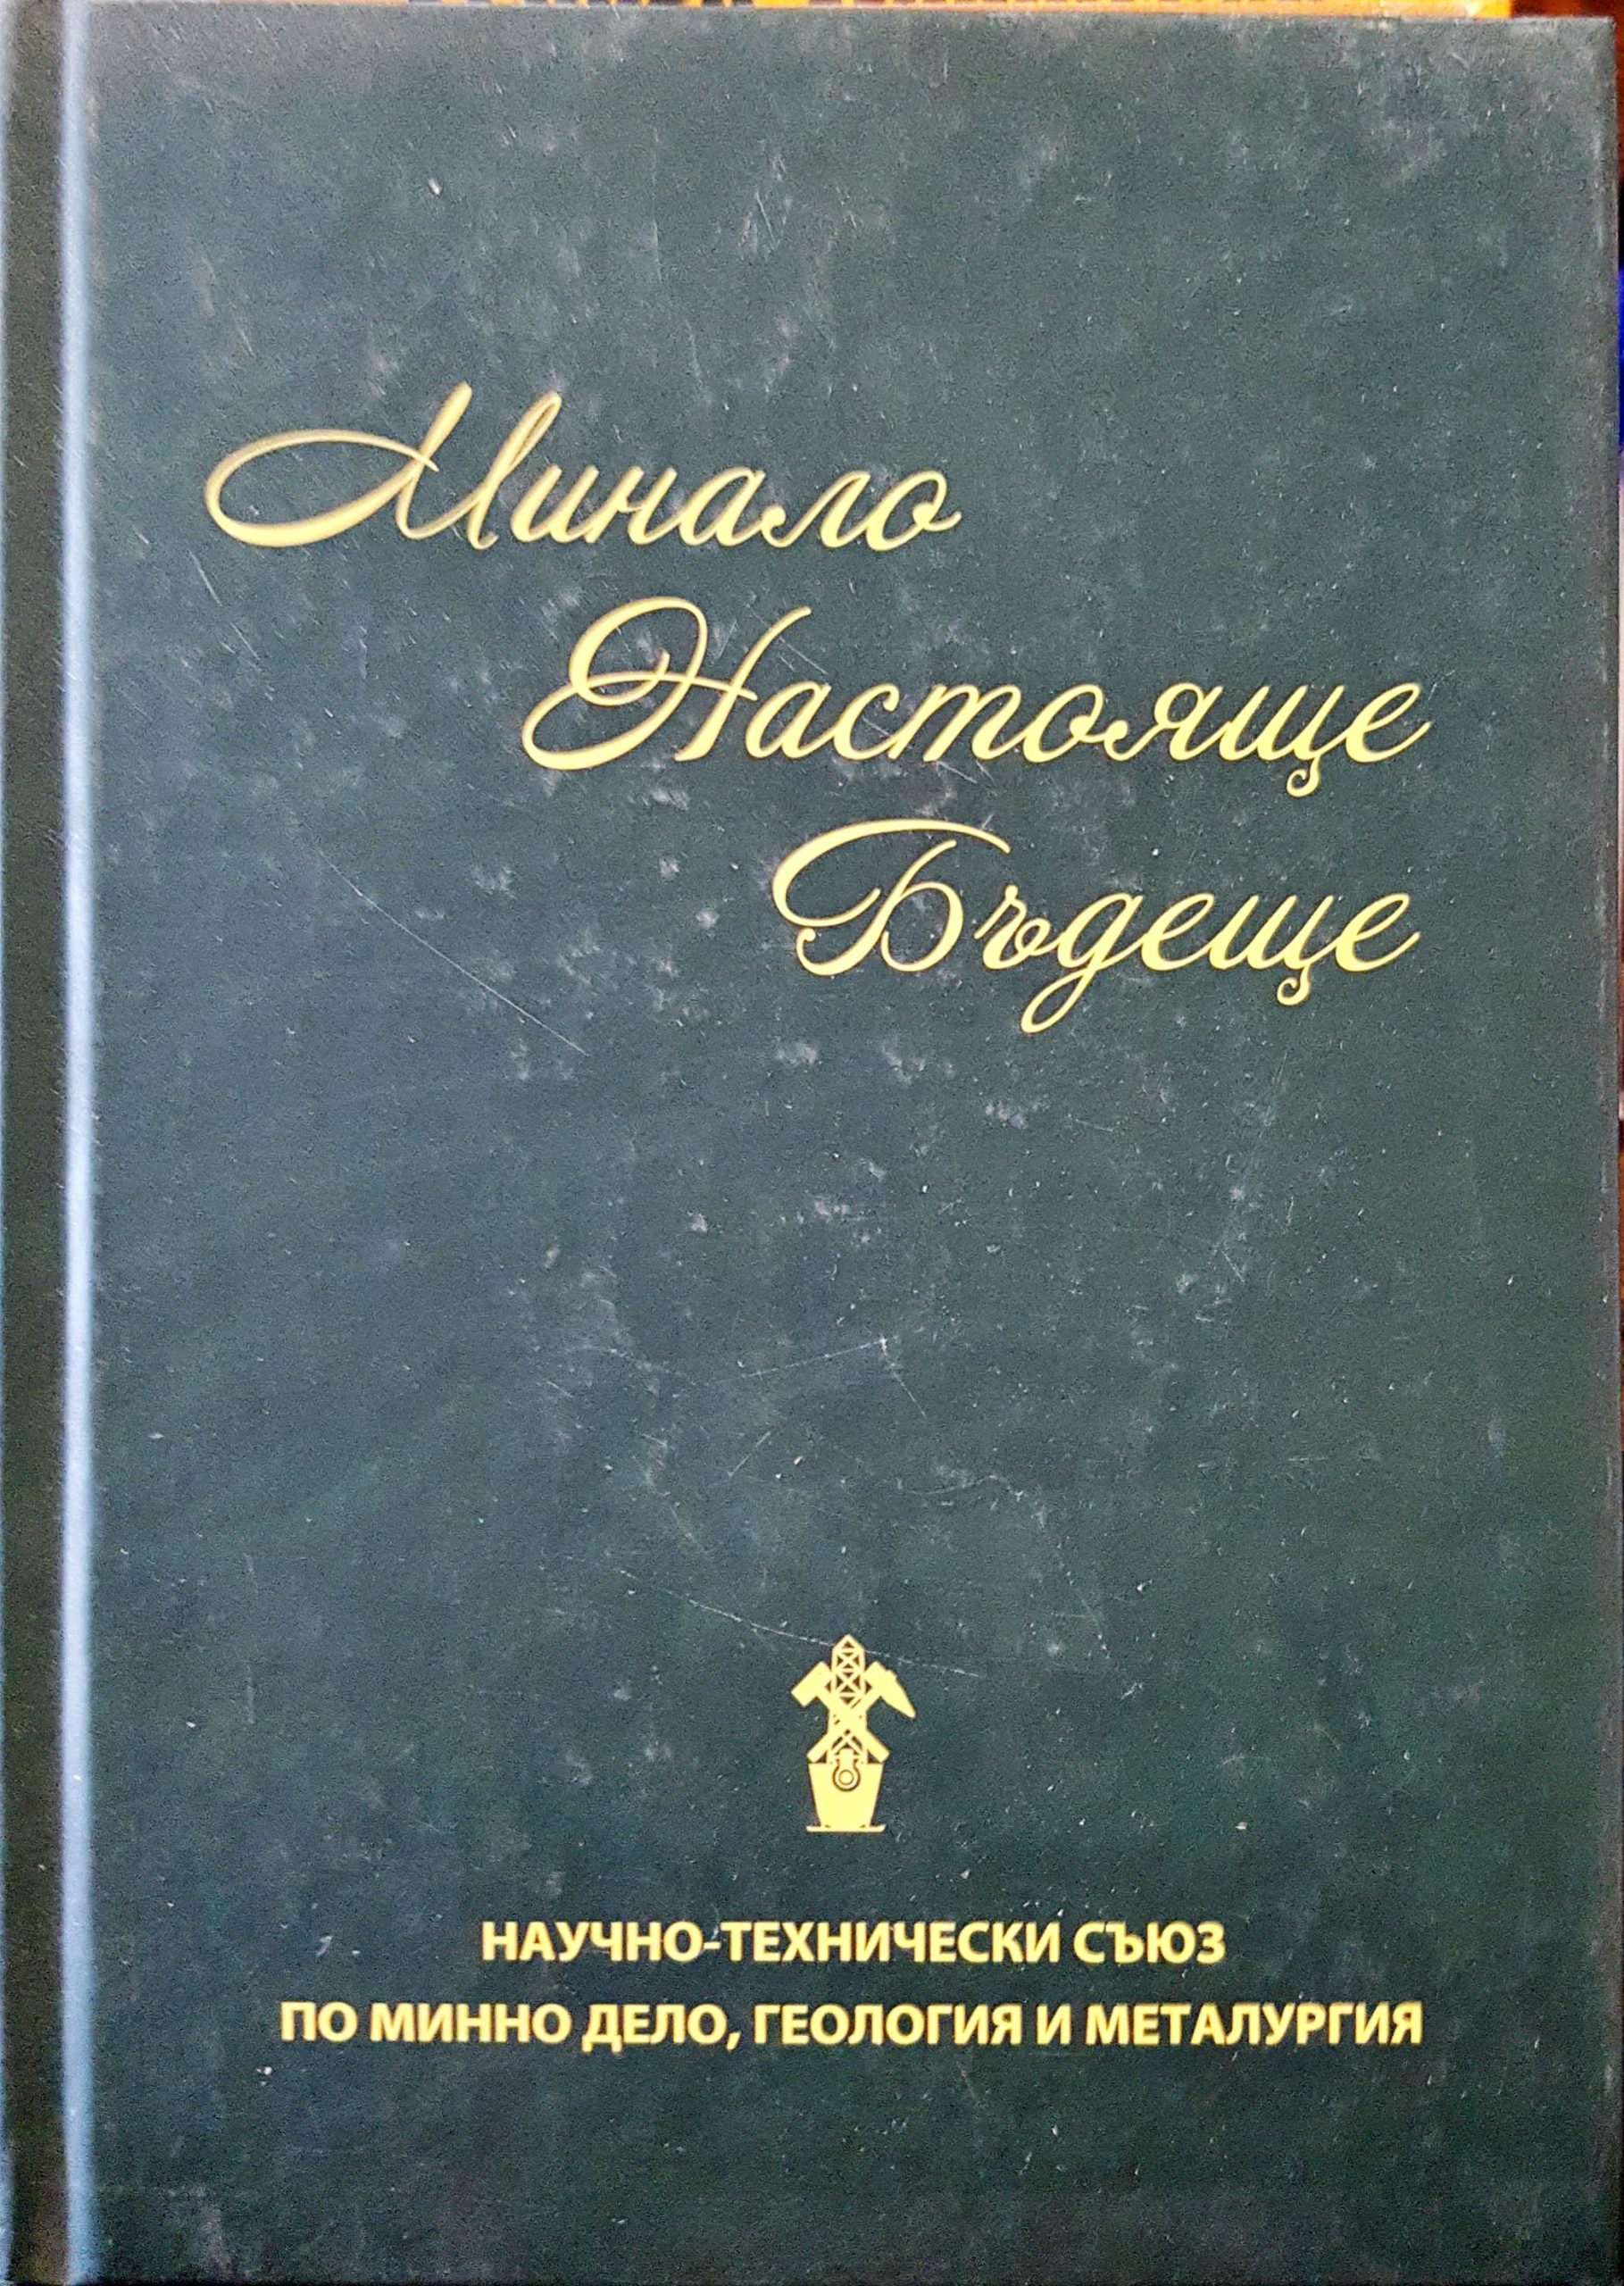 Минало
Настояще
Бъдеще
НАУЧНО-ТЕХНИЧЕСКИ СЪЮЗ
ПО МИННО ДЕЛО, ГЕОЛОГИЯ И МЕТАЛУРГИЯ